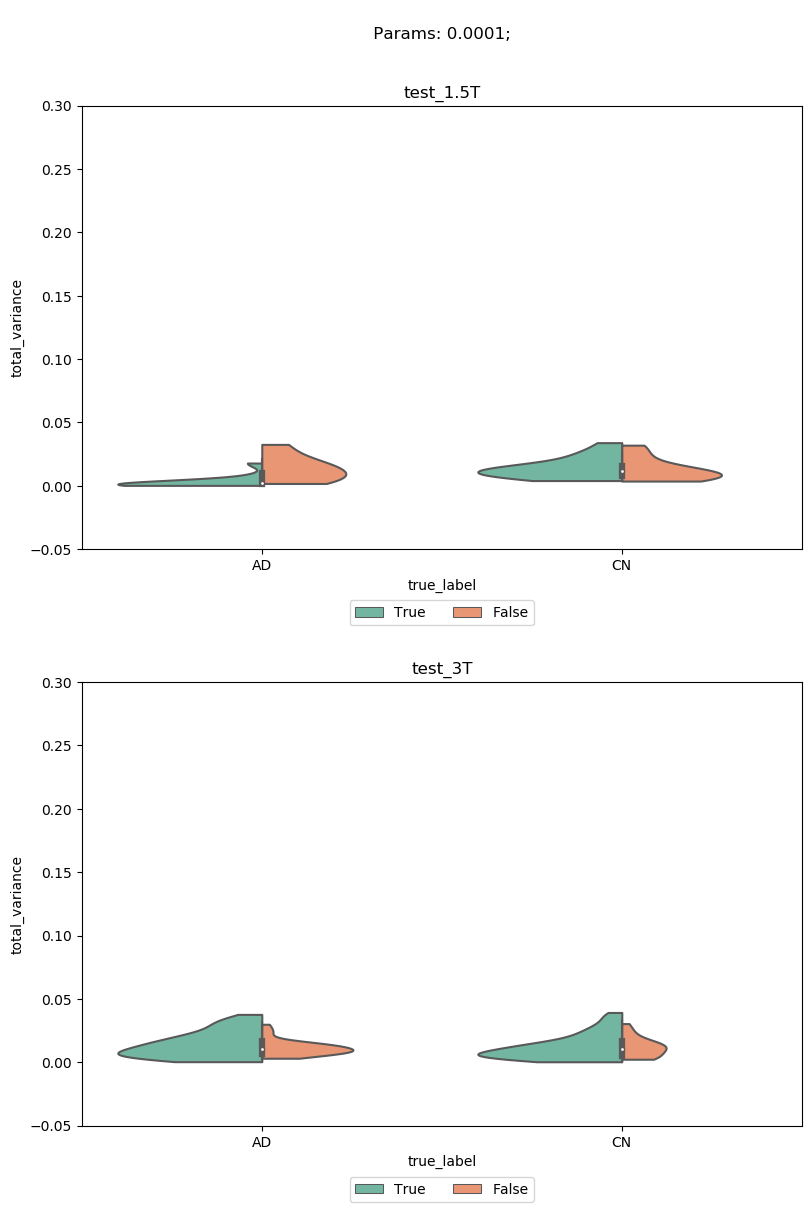 Params: 0.0001;
test_1.5T
0.30
0.25
0.20
0.15
0.10
0.05
0.00
−0.05
total_variance
AD CN
true_label
True False
test_3T
0.30
0.25
0.20
0.15
0.10
0.05
0.00
−0.05
total_variance
AD CN
true_label
True False